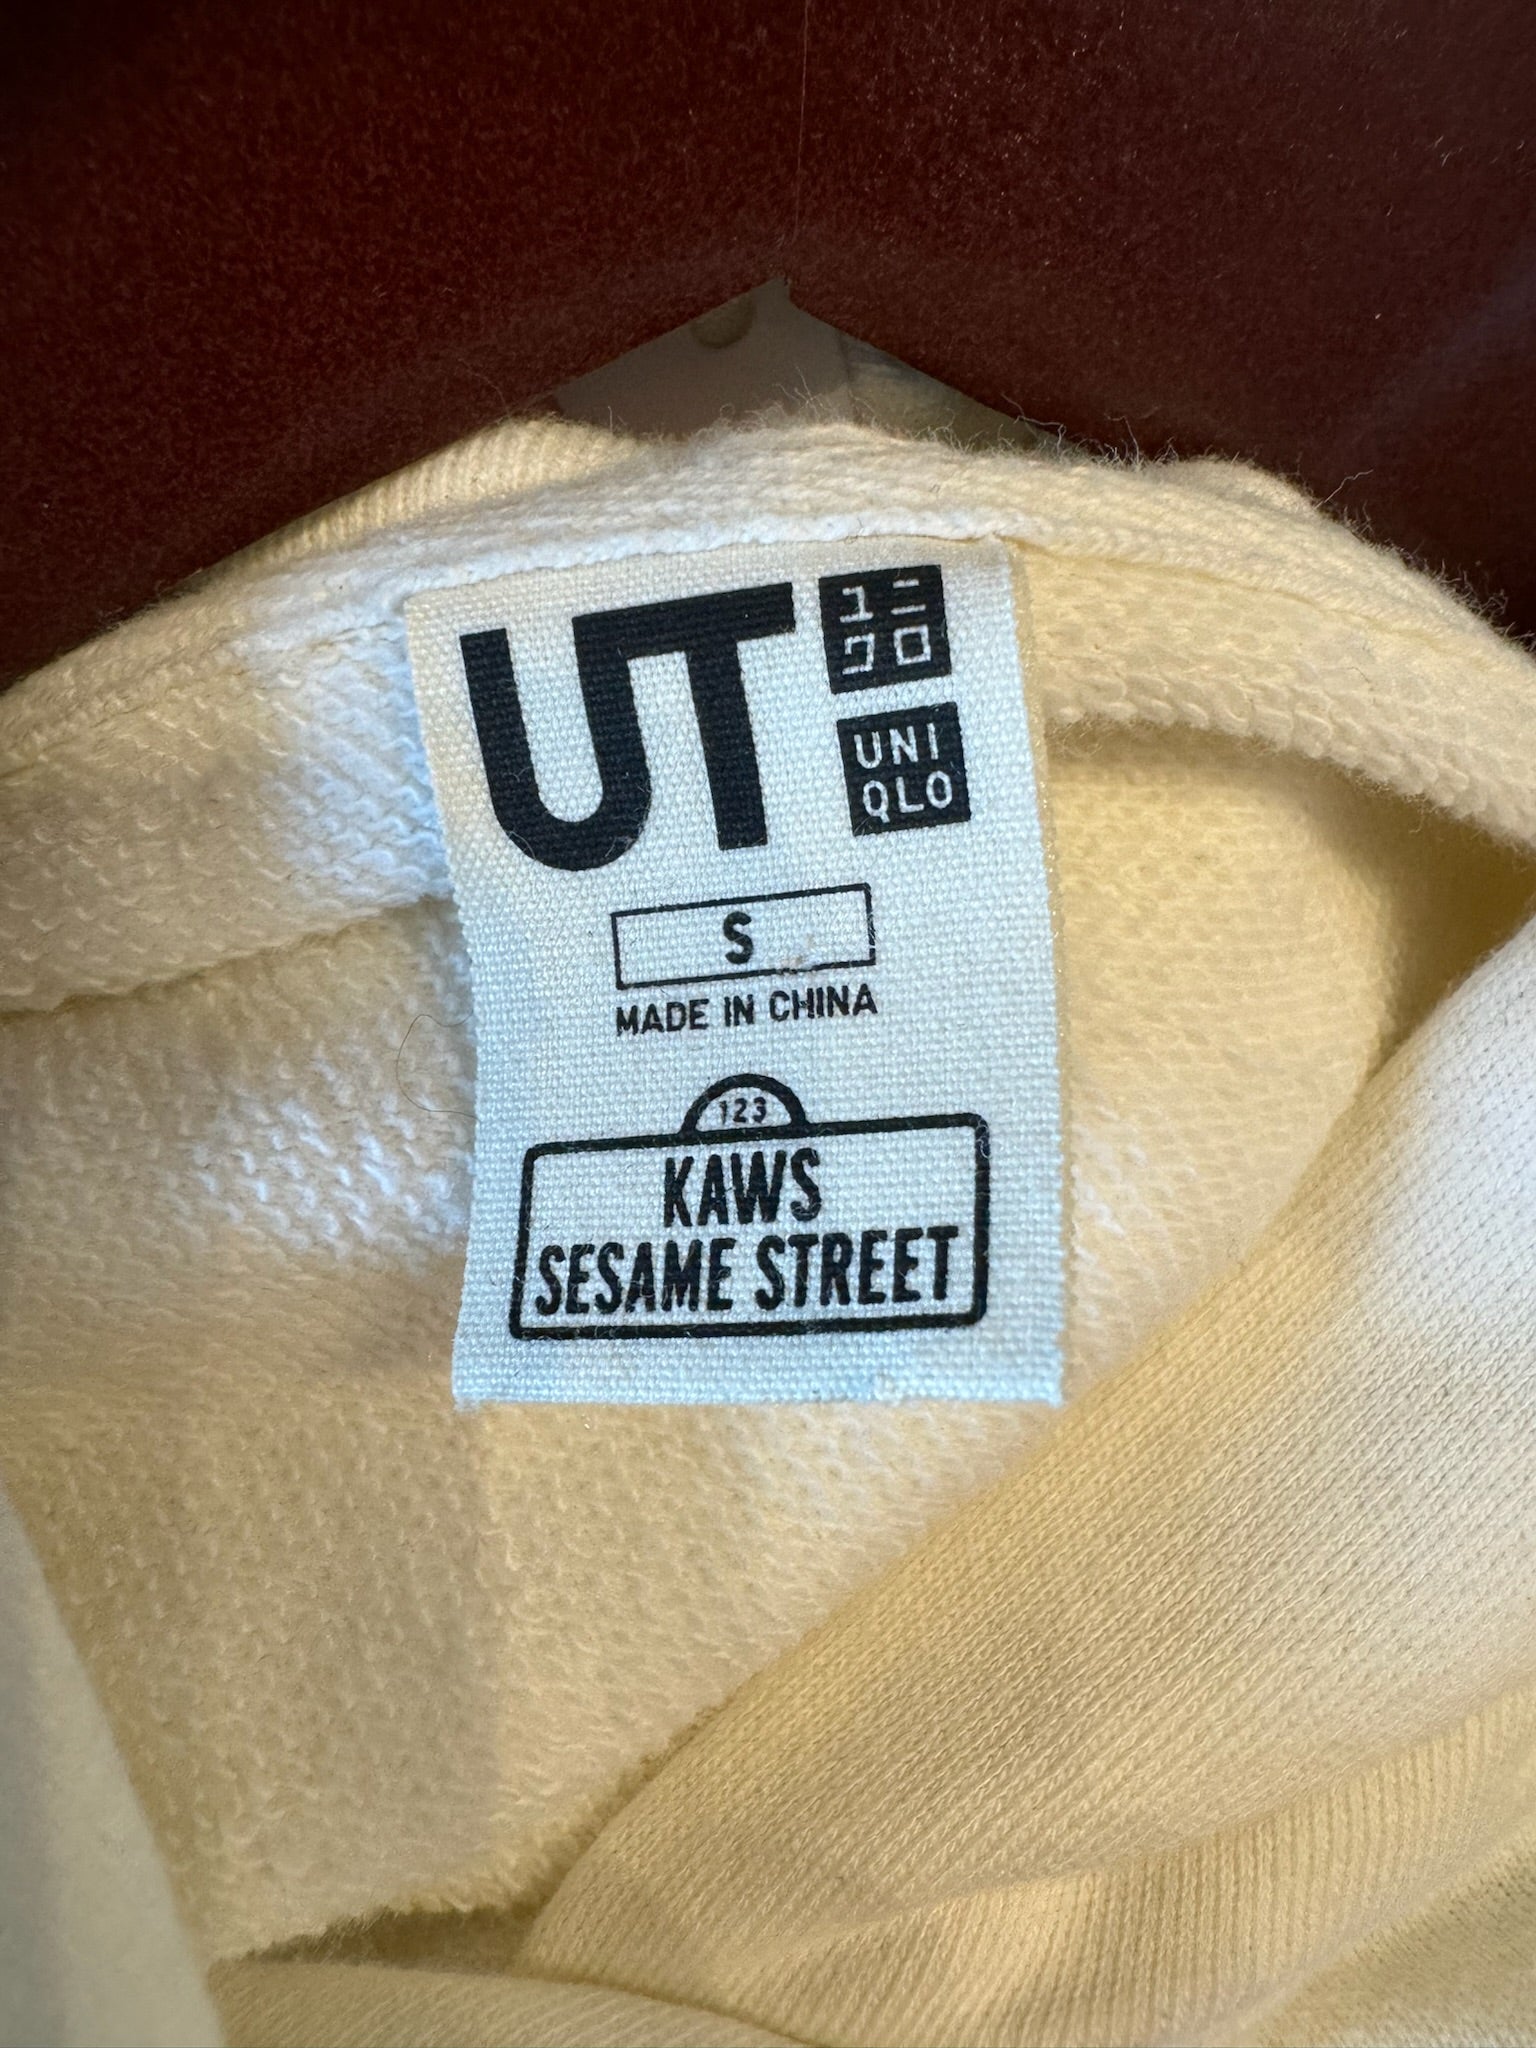 UT
ユニ
クロ
UNI
QLO
S
MADE IN CHINA
123
KAWS
SESAME STREET